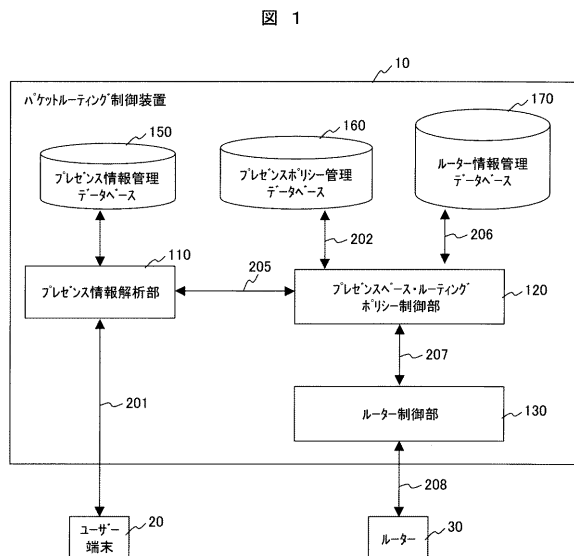 図 1
10
パケットルーティング制御装置
150
プレゼンス情報管理
データベース
160
プレゼンスポリシー管理
データベース
170
ルーター情報管理
データベース
202
206
110
プレゼンス情報解析部
205
プレゼンスベース・ルーティング
ポリシー制御部
120
207
201
ルーター制御部
130
208
ユーザー
端末
20
ルーター
30